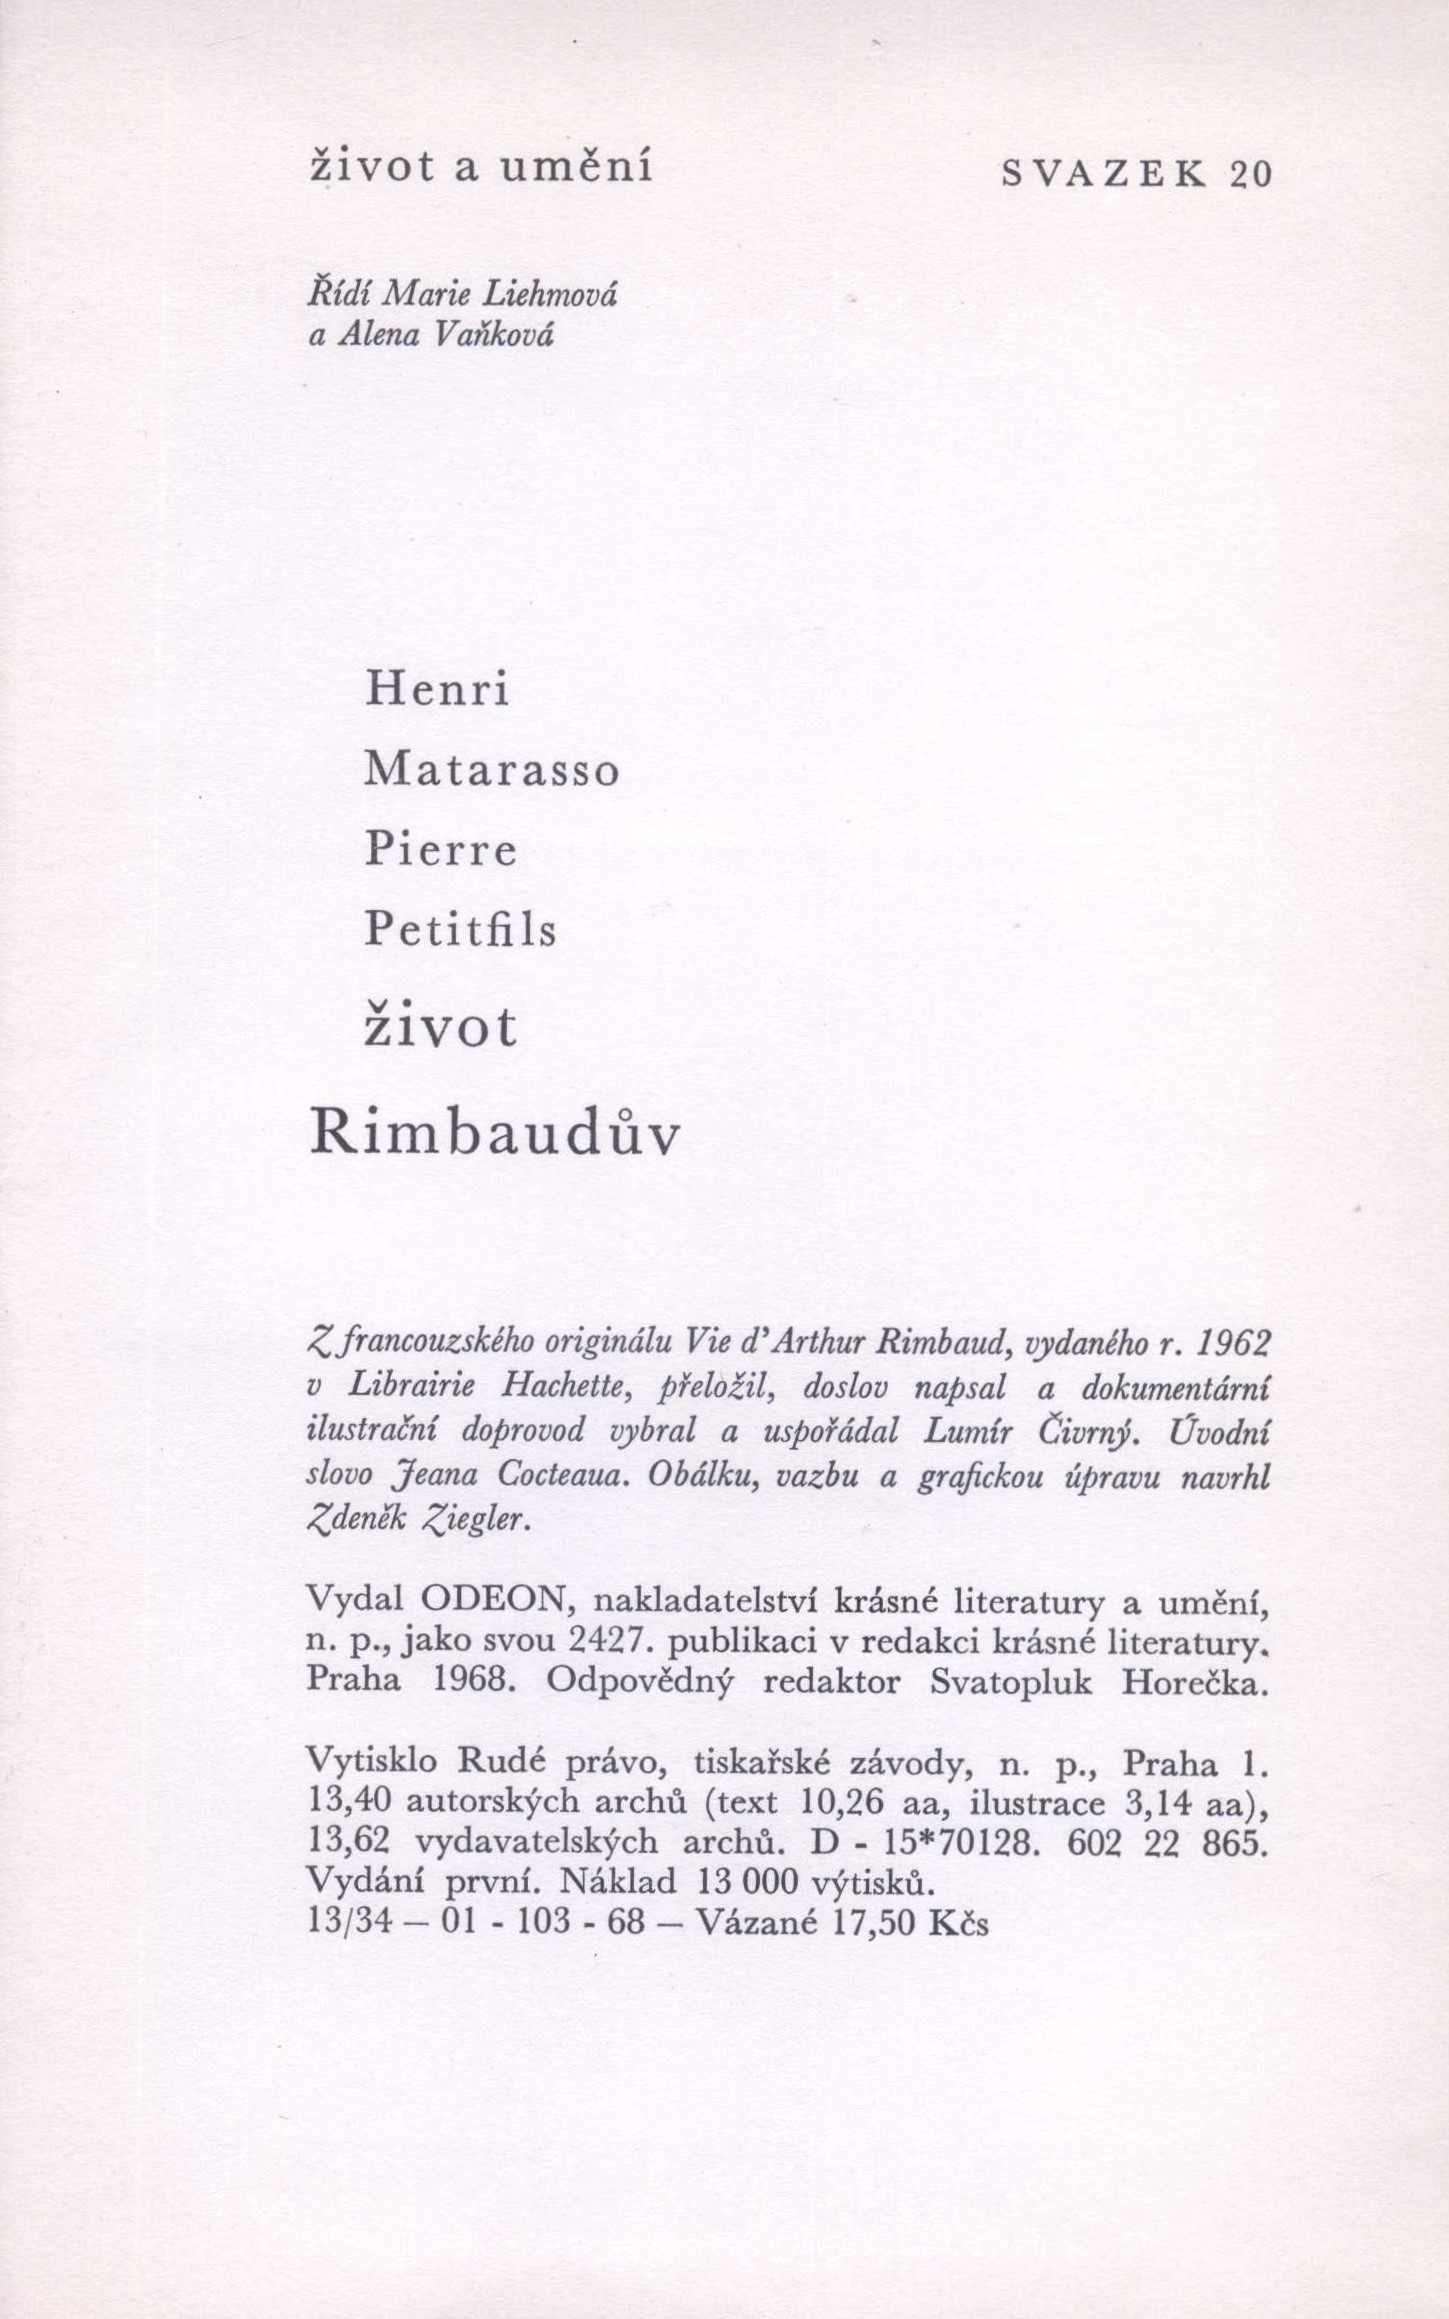 život a umění
SVAZEK 20
Řídí Marie Liehmová
a Alena Vaňková
Henri
Matarasso
Pierre
Petitfils
život
Rimbaudův
Z francouzského originálu Vie d’Arthur Rimbaud, vydaného r. 1962
v Librairie Hachette, přeložil, doslov napsal a dokumentární
ilustrační doprovod vybral a uspořádal Lumír Čivrný. Úvodní
slovo Jeana Cocteaua. Obálku, vazbu a grafickou úpravu navrhl
Zdeněk Ziegler.
Vydal ODEON, nakladatelství krásné literatury a umění,
n. p., jako svou 2427. publikaci v redakci krásné literatury.
Praha 1968. Odpovědný redaktor Svatopluk Horečka.
Vytisklo Rudé právo, tiskařské závody, n. p., Praha 1.
13,40 autorských archů (text 10,26 aa, ilustrace 3,14 aa),
13,62 vydavatelských archů. D - 15*70128. 602 22 865.
Vydání první. Náklad 13 000 výtisků.
13/34 — 01 - 103 - 68 — Vázané 17,50 Kčs